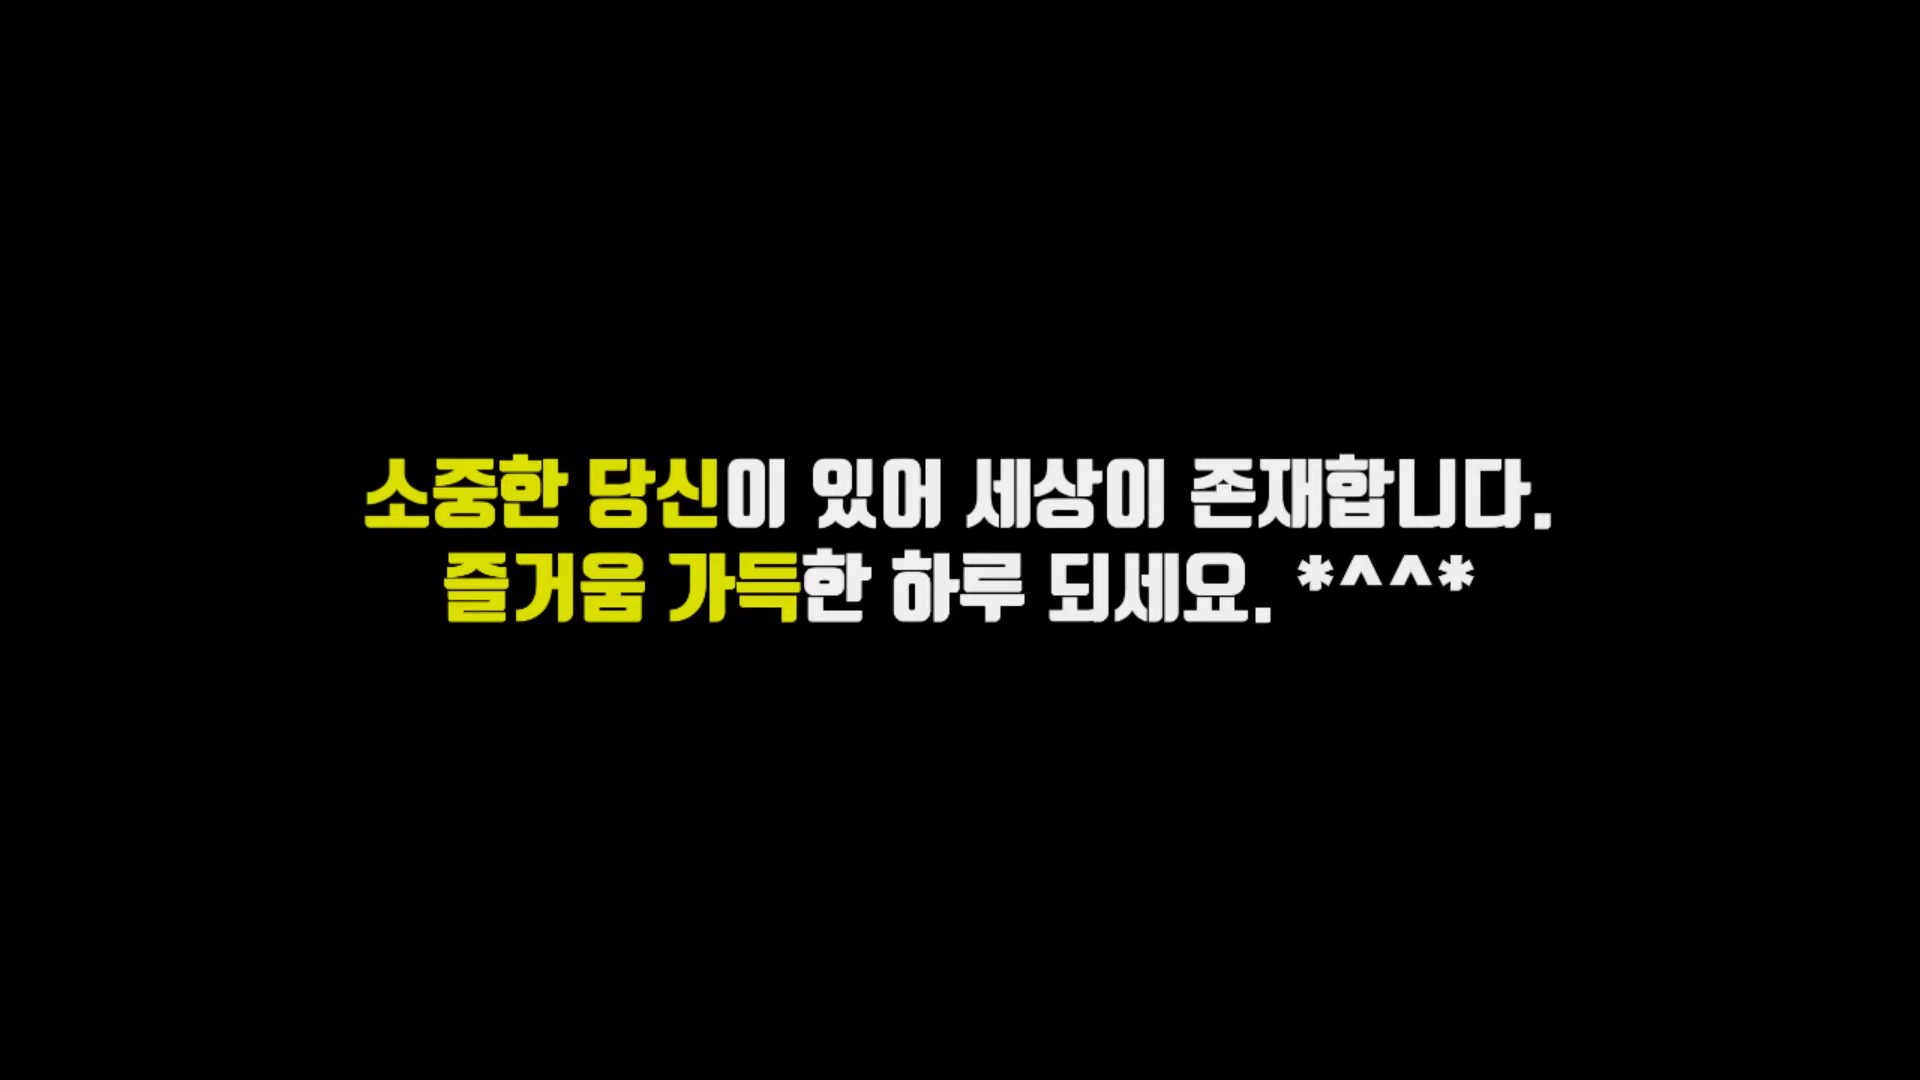 소중한 당신이 있어 세상이 존재합니다.
즐거움 가득한 하루 되세요. *^^*